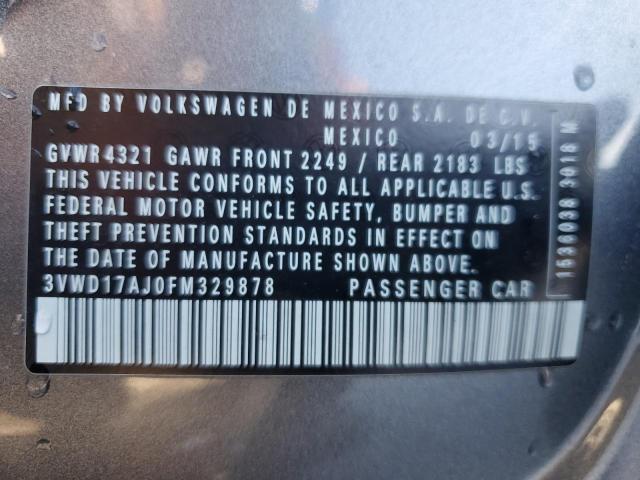 MFD BY VOLKSWAGEN DE MEXICO S.A. DE C.V.
MEXICO 03/15
GVWR 4321 GAWR FRONT 2249 / REAR 2183 LBS
THIS VEHICLE CONFORMS TO ALL APPLICABLE U.S.
FEDERAL MOTOR VEHICLE SAFETY, BUMPER AND
THEFT PREVENTION STANDARDS IN EFFECT ON
THE DATE OF MANUFACTURE SHOWN ABOVE.
3VWD17AJ0FM329878 PASSENGER CAR
1536038 3018 M